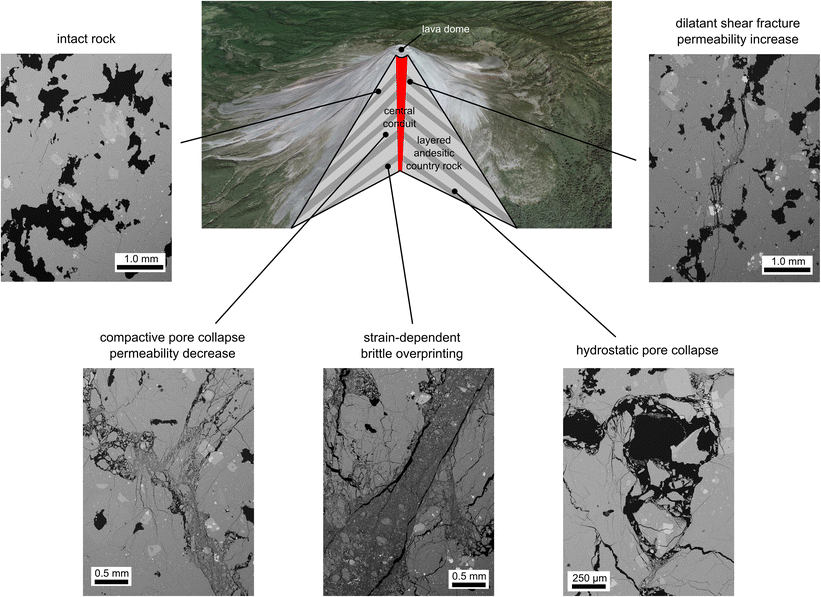 intact rock
lava dome
dilatant shear fracture
permeability increase
central
conduit
layered
andesitic
country rock
1.0 mm
1.0 mm
compactive pore collapse
permeability decrease
strain-dependent
brittle overprinting
hydrostatic pore collapse
0.5 mm
0.5 mm
250 µm